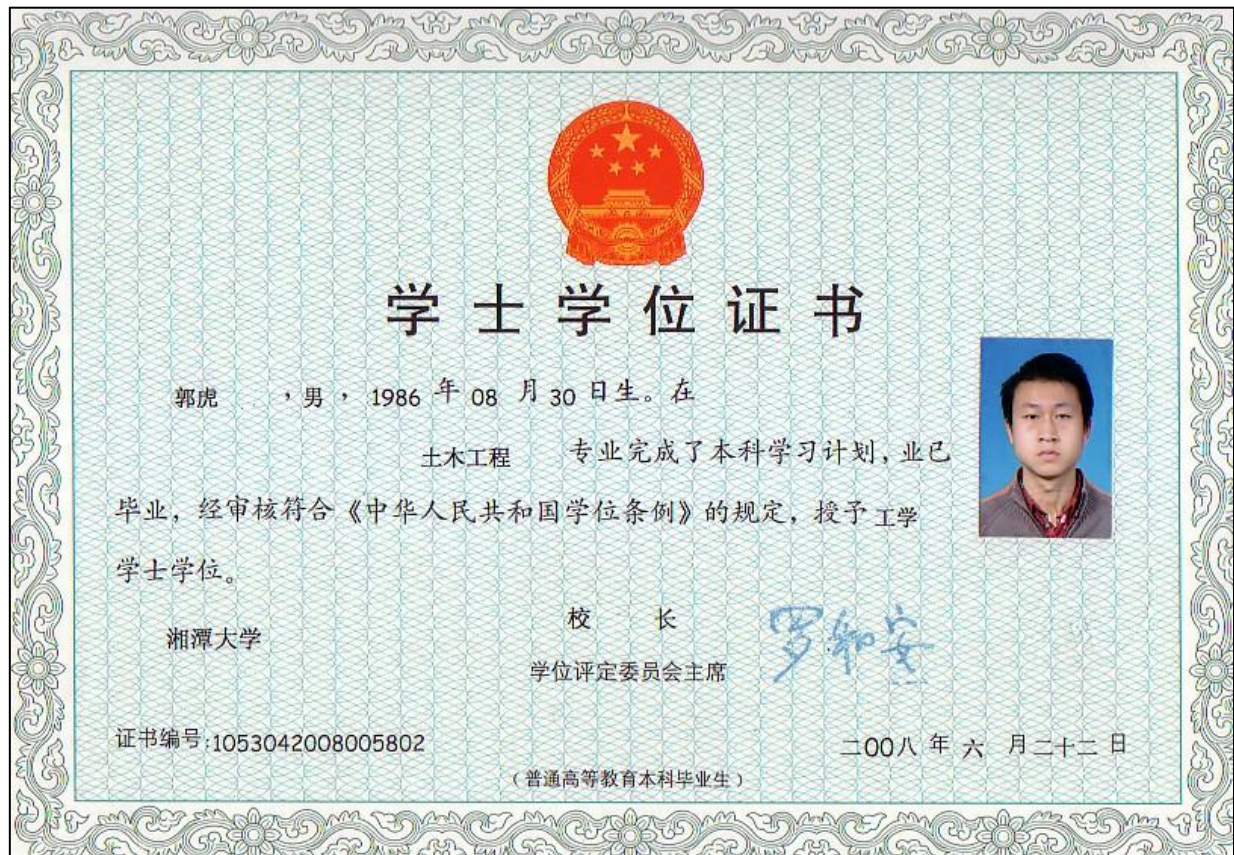 学士学位证书
郭虎 ，男， 1986 年 08 月 30 日生。在
土木工程 专业完成了本科学习计划，业已
毕业，经审核符合《中华人民共和国学位条例》的规定，授予 工学
学士学位。
湘潭大学
校 长 罗和安
学位评定委员会主席
证书编号:1053042008005802
二00八 年 六 月二十二 日
（普通高等教育本科毕业生）